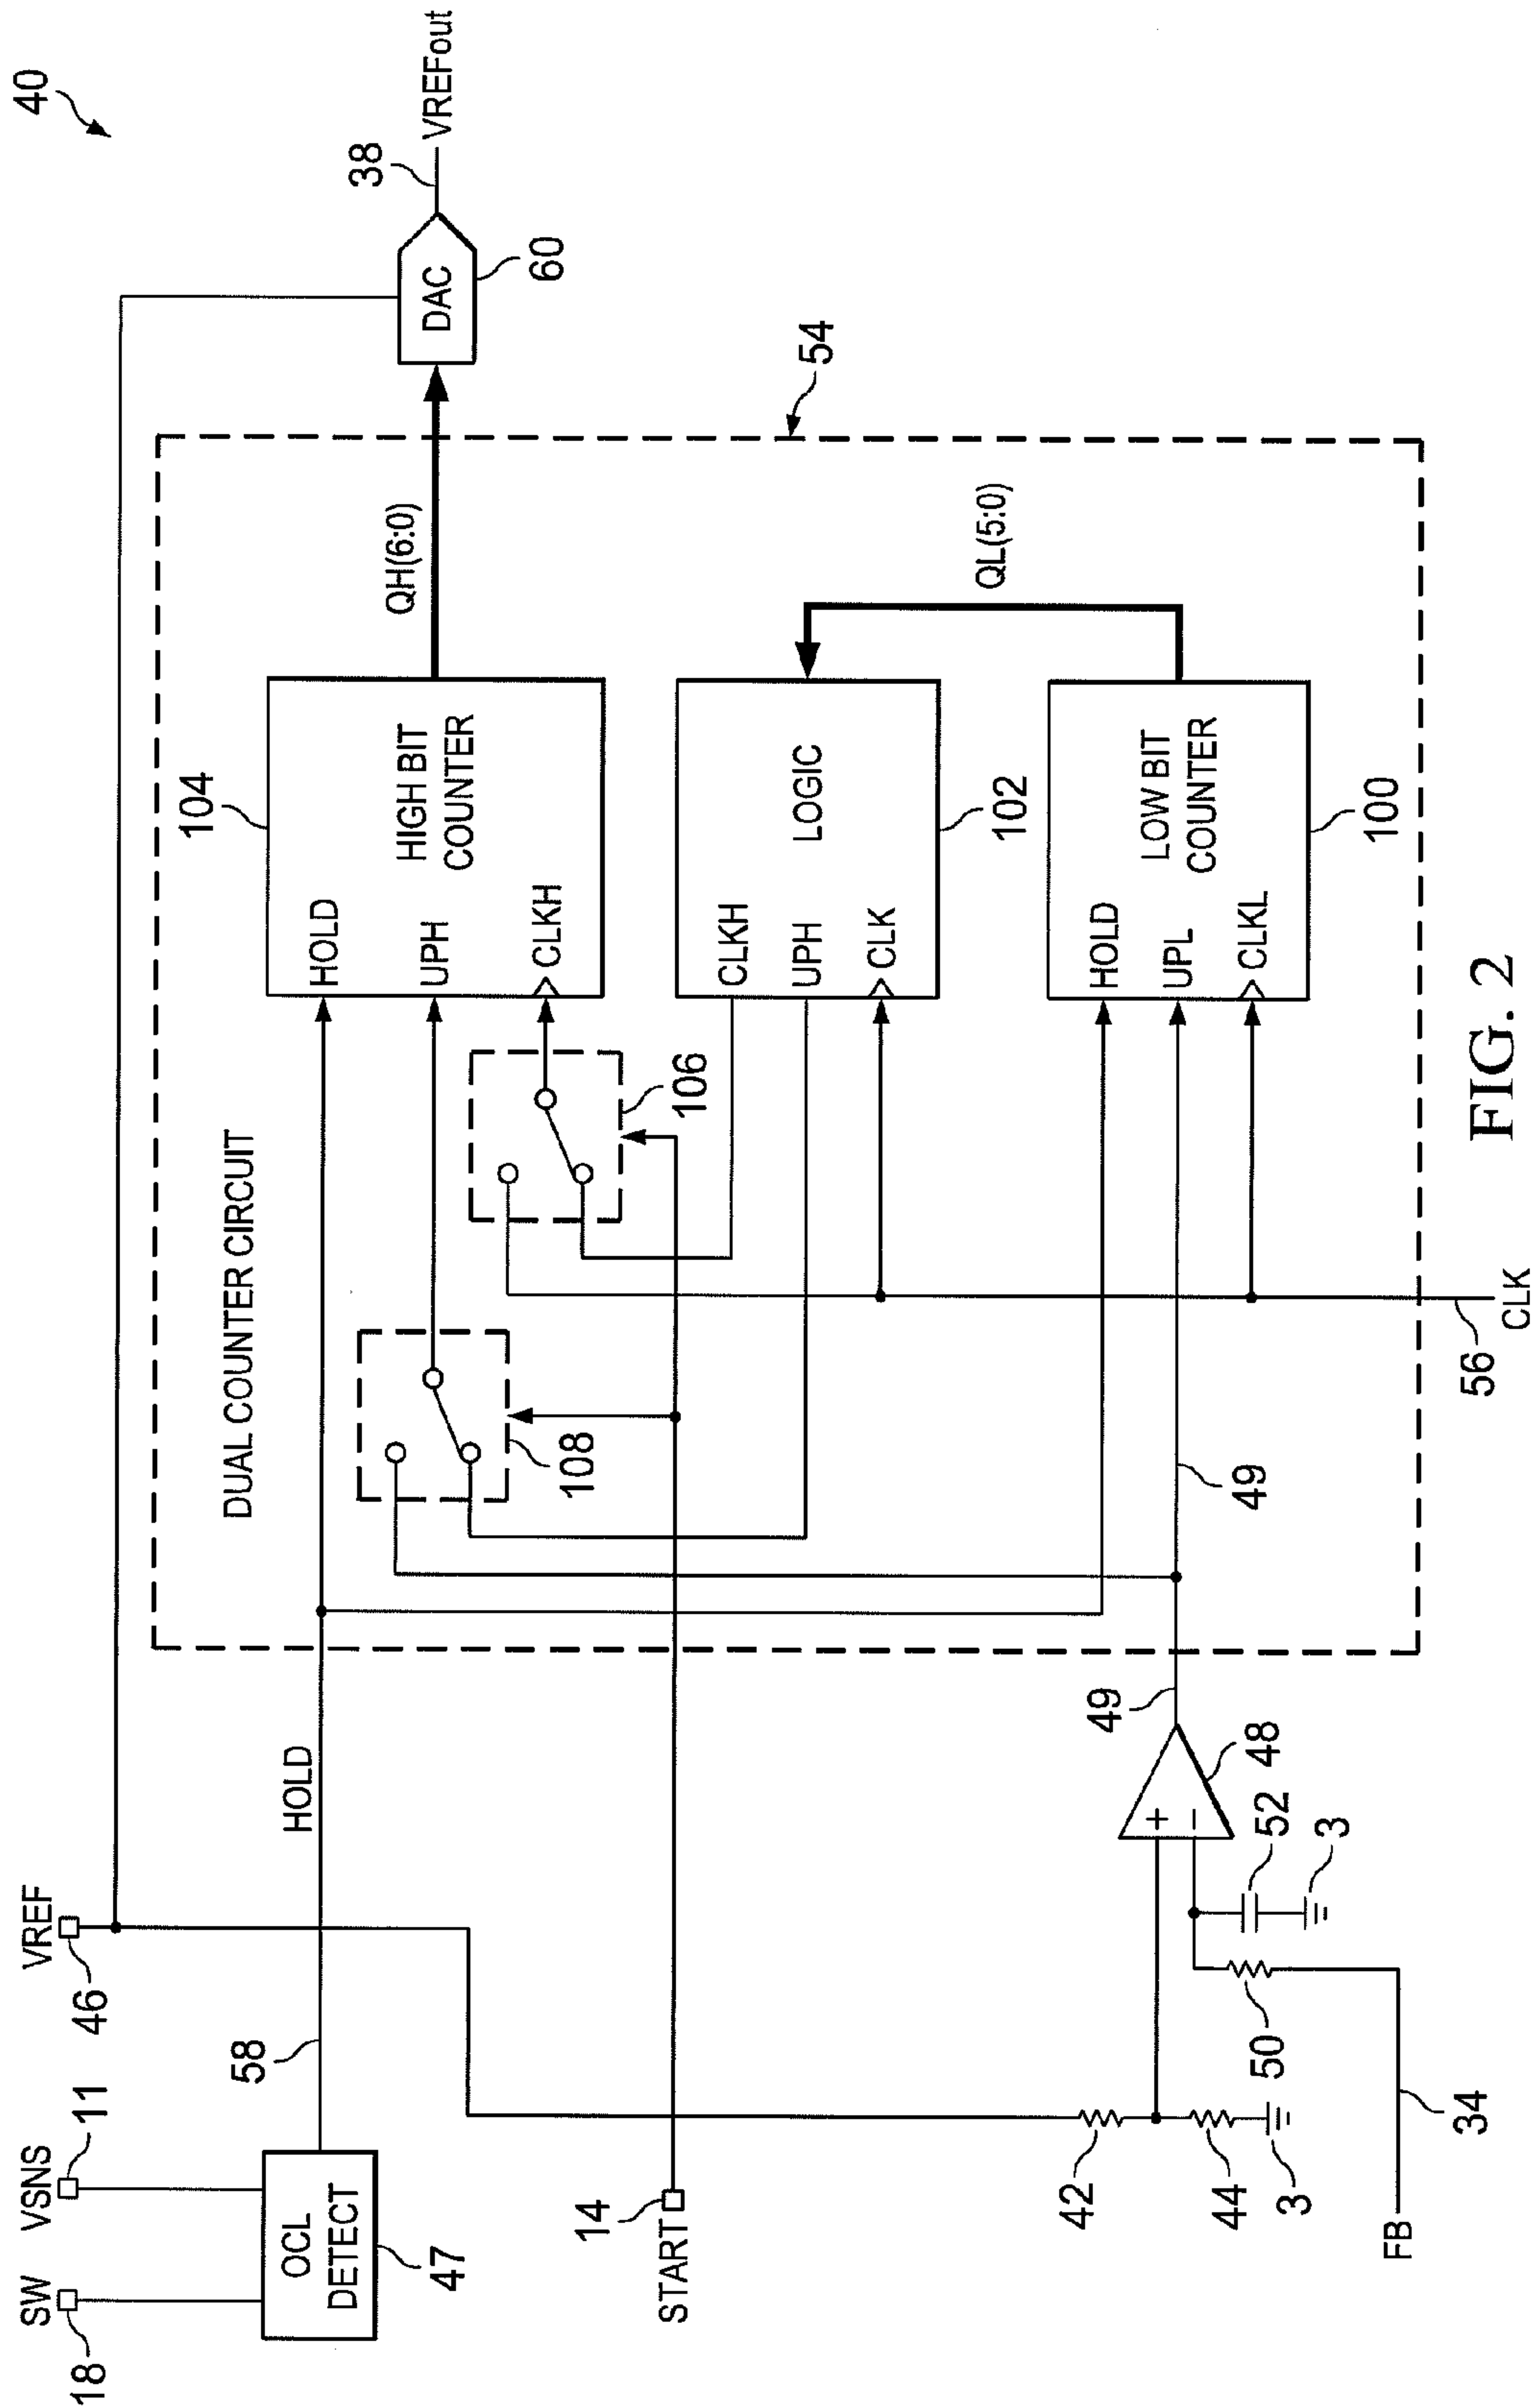 40
SW
18
VSNS
11
VREF
46
OCL
DETECT
47
58
HOLD
START
14
42
44
3
FB
34
50
52
3
48
49
49
DUAL COUNTER CIRCUIT
54
108
106
56
CLK
104
HOLD
UPH
CLKH
HIGH BIT
COUNTER
QH(6:0)
CLKH
UPH
CLK
LOGIC
102
HOLD
UPL
CLKL
LOW BIT
COUNTER
100
QL(5:0)
DAC
60
38
VREFout
+
−
FIG. 2